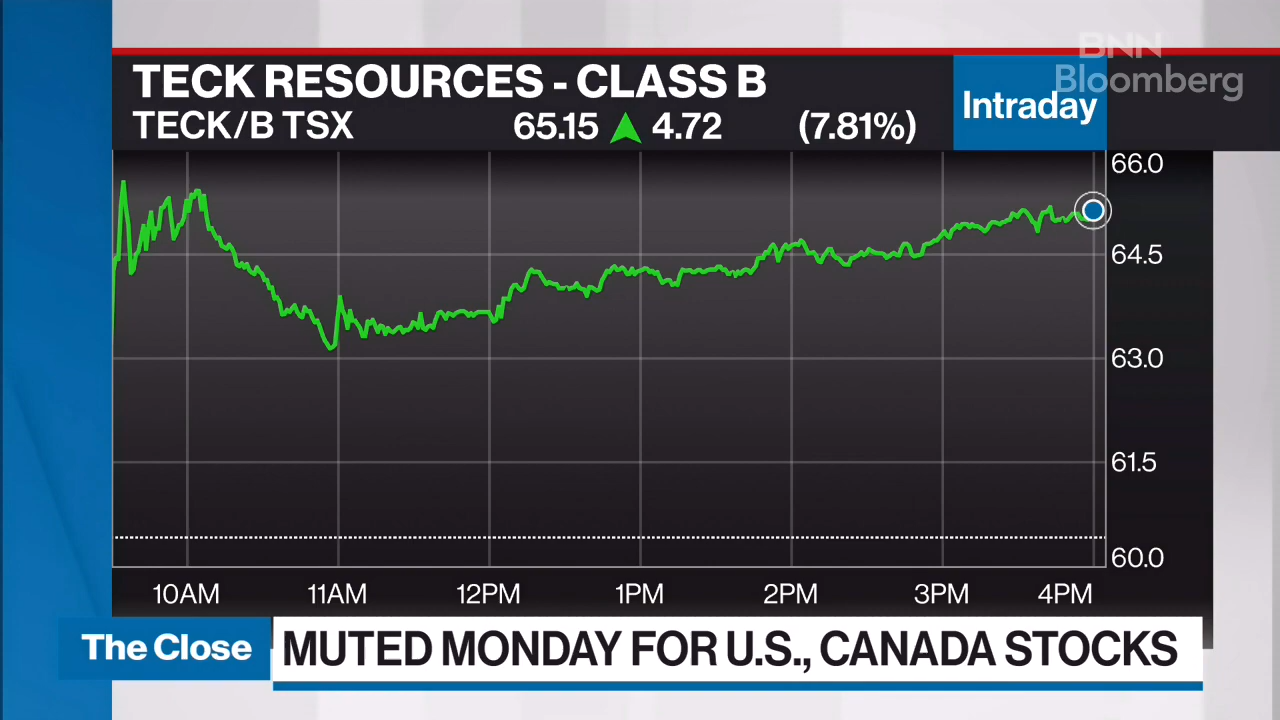 BNN
Bloomberg
TECK RESOURCES - CLASS B
TECK/B TSX 65.15 ▲ 4.72 (7.81%)
Intraday
66.0
64.5
63.0
61.5
60.0
10AM 11AM 12PM 1PM 2PM 3PM 4PM
The Close
MUTED MONDAY FOR U.S., CANADA STOCKS